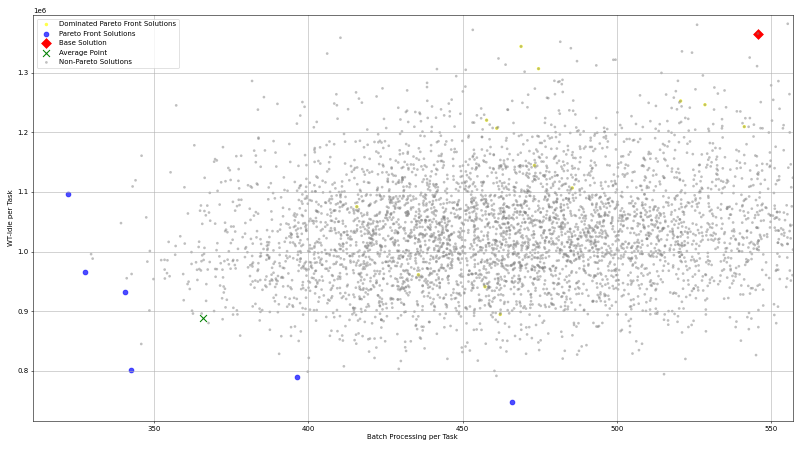 1e6
Dominated Pareto Front Solutions
Pareto Front Solutions
Base Solution
Average Point
Non-Pareto Solutions
1.3
1.2
1.1
1.0
0.9
0.8
WT-Idle per Task
350
400
450
500
550
Batch Processing per Task